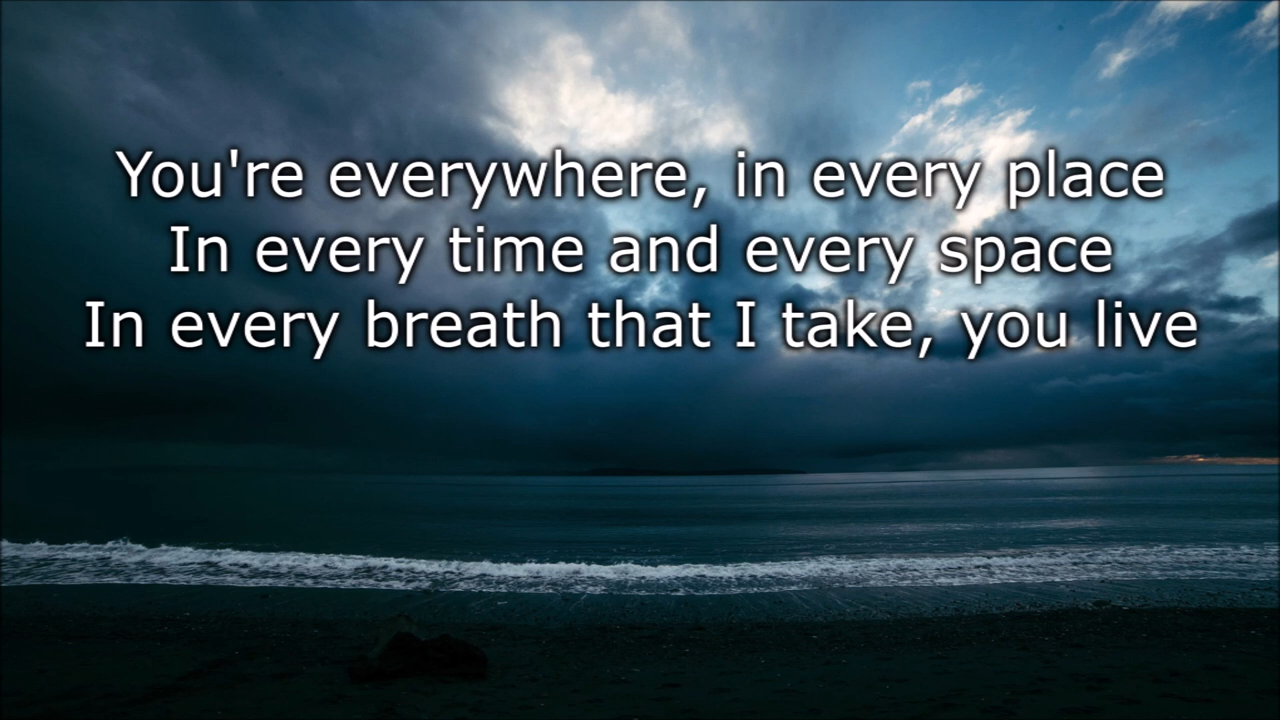 You're everywhere, in every place
In every time and every space
In every breath that I take, you live